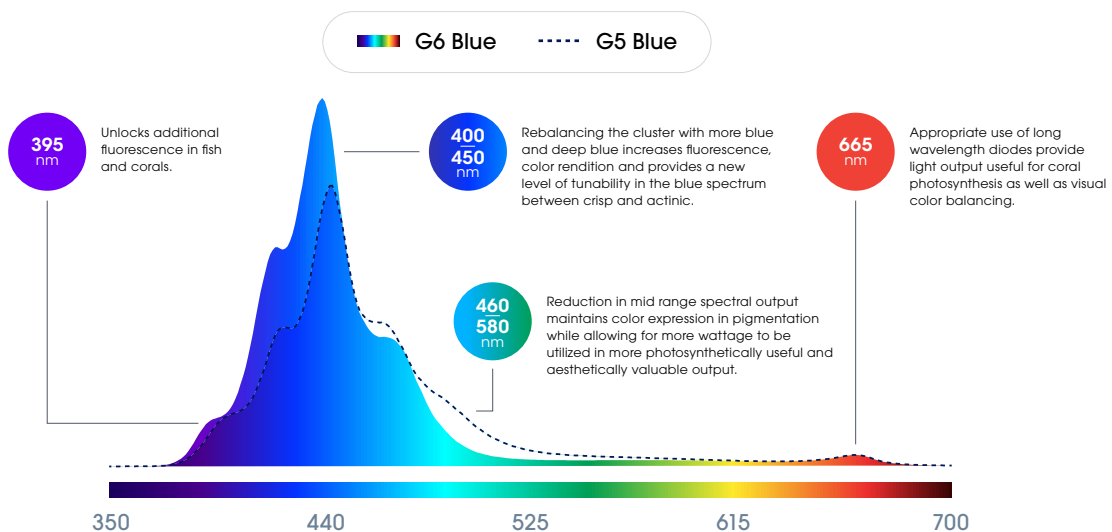 G6 Blue
G5 Blue
395
nm
Unlocks additional
fluorescence in fish
and corals.
400
450
nm
Rebalancing the cluster with more blue
and deep blue increases fluorescence,
color rendition and provides a new
level of tunability in the blue spectrum
between crisp and actinic.
665
nm
Appropriate use of long
wavelength diodes provide
light output useful for coral
photosynthesis as well as visual
color balancing.
460
580
nm
Reduction in mid range spectral output
maintains color expression in pigmentation
while allowing for more wattage to be
utilized in more photosynthetically useful and
aesthetically valuable output.
350
440
525
615
700